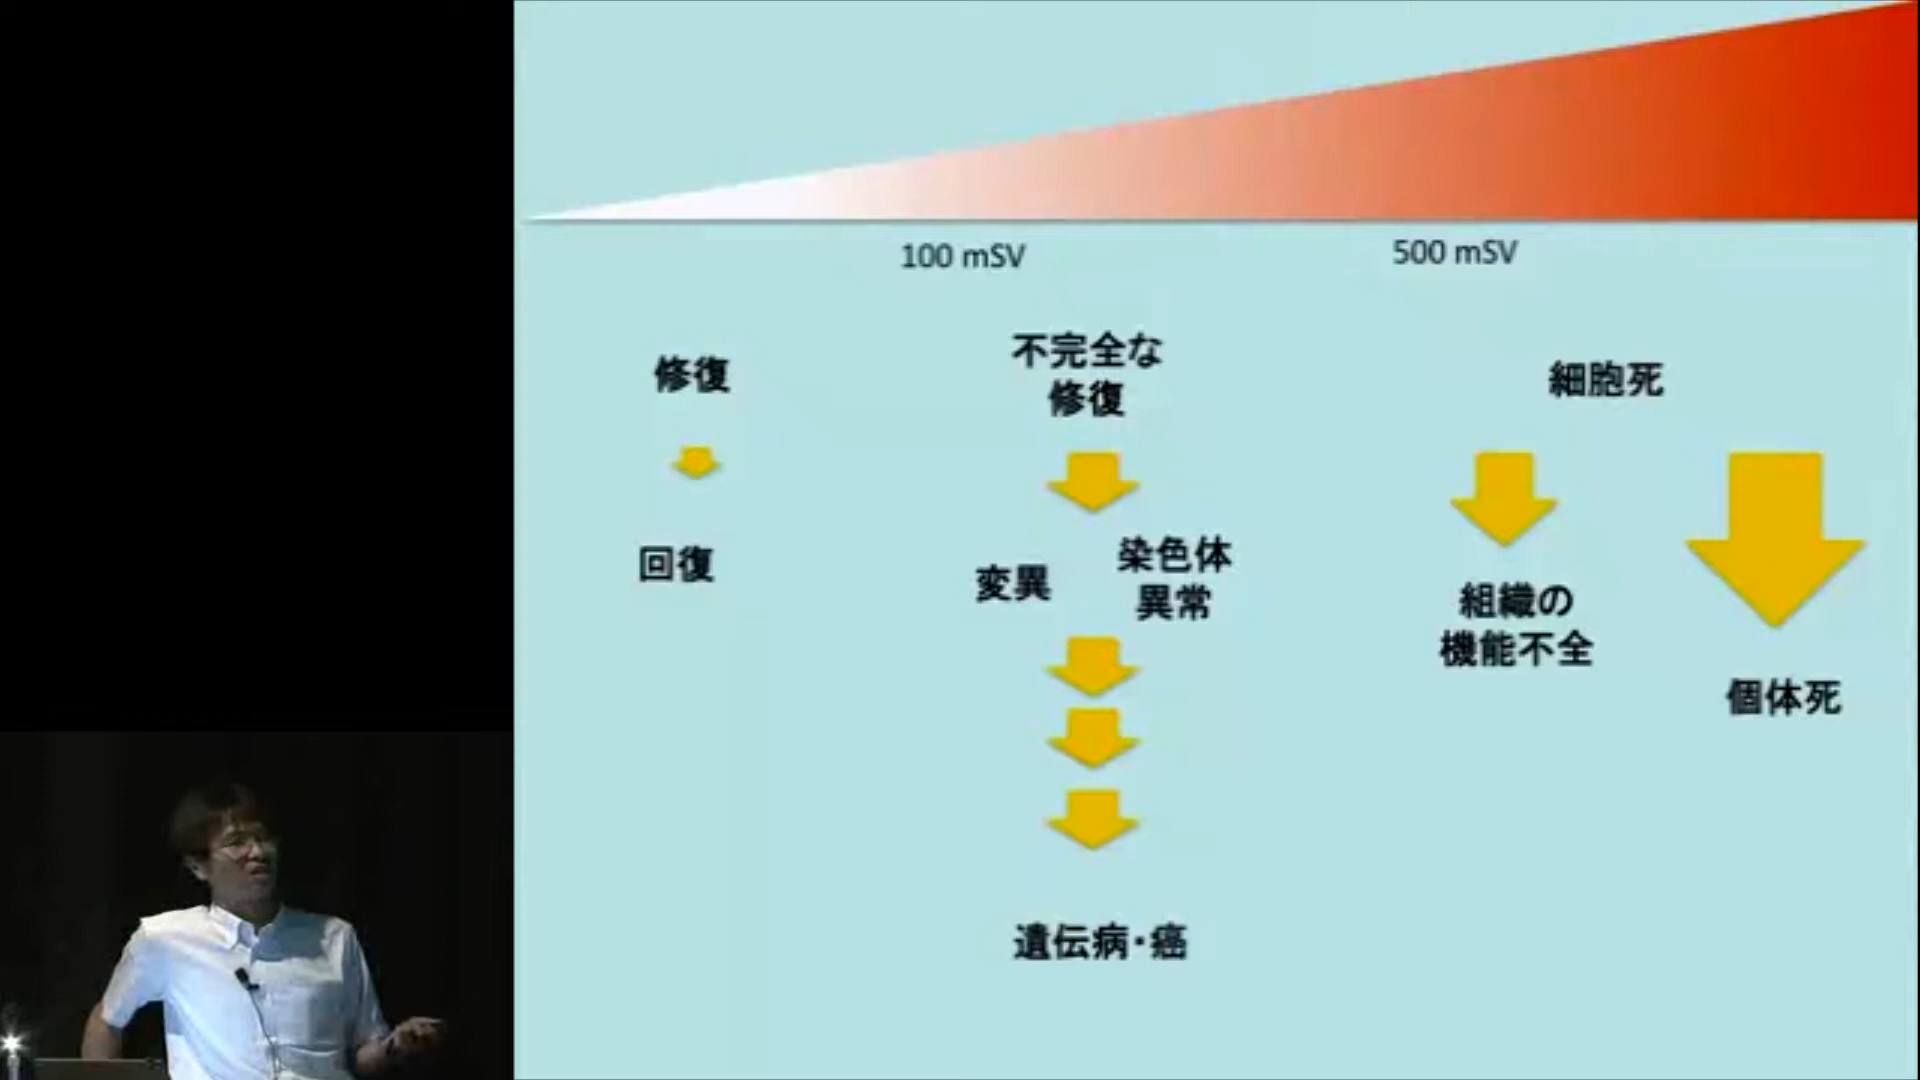 100 mSV
500 mSV
修復
不完全な
修復
細胞死
回復
変異
染色体
異常
組織の
機能不全
個体死
遺伝病・癌